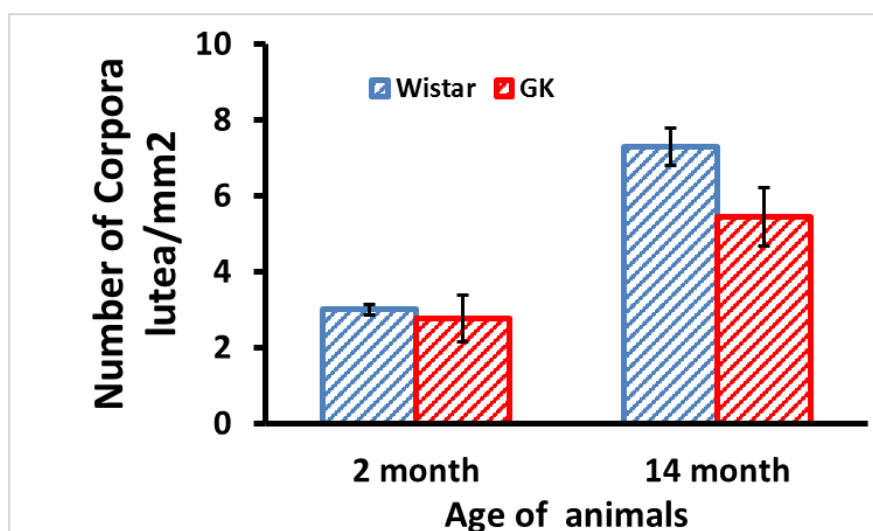 Number of Corpora
lutea/mm2
10
8
6
4
2
0
Wistar GK
2 month 14 month
Age of  animals